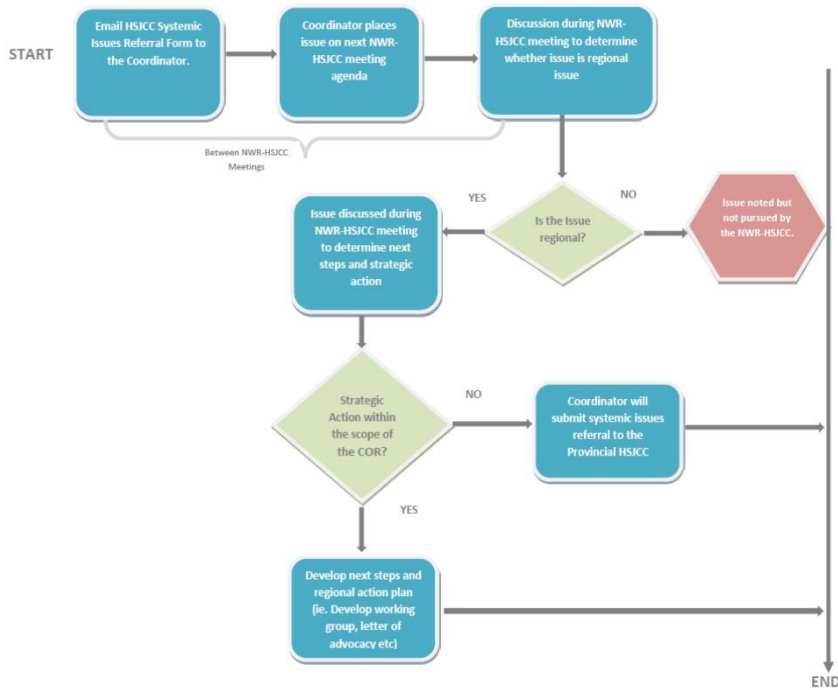 START
Email HSJCC Systemic
Issues Referral Form to
the Coordinator.
Coordinator places
issue on next NWR-
HSJCC meeting
agenda
Discussion during NWR-
HSJCC meeting to determine
whether issue is regional
issue
Between NWR-HSJCC
Meetings
Is the Issue
regional?
YES
NO
Issue noted but
not pursued by
the NWR-HSJCC.
Issue discussed during
NWR-HSJCC meeting
to determine next
steps and strategic
action
Strategic
Action within
the scope of
the COR?
NO
Coordinator will
submit systemic issues
referral to the
Provincial HSJCC
YES
Develop next steps and
regional action plan
(ie. Develop working
group, letter of
advocacy etc)
END